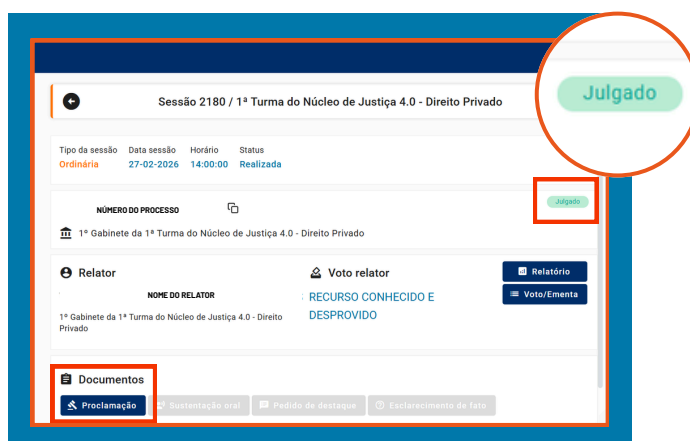 Julgado
Sessão 2180 / 1ª Turma do Núcleo de Justiça 4.0 - Direito Privado
Tipo da sessão Data sessão Horário Status
Ordinária 27-02-2026 14:00:00 Realizada
NÚMERO DO PROCESSO
Julgado
1º Gabinete da 1ª Turma do Núcleo de Justiça 4.0 - Direito Privado
Relator
Voto relator
Relatório
NOME DO RELATOR
RECURSO CONHECIDO E
Voto/Ementa
1º Gabinete da 1ª Turma do Núcleo de Justiça 4.0 - Direito
DESPROVIDO
Privado
Documentos
Proclamação Sustentação oral Pedido de destaque Esclarecimento de fato